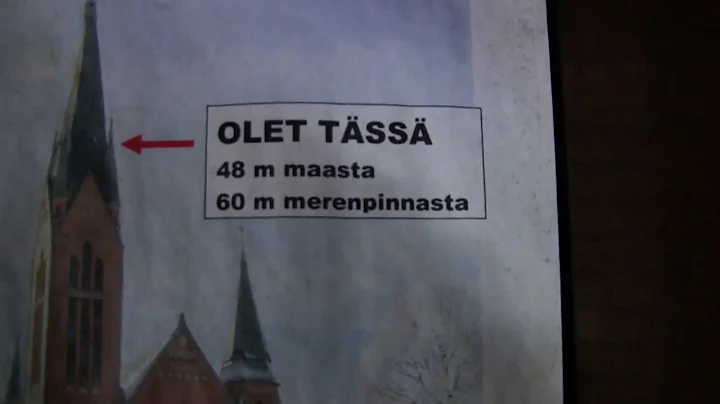 OLET TÄSSÄ
48 m maasta
60 m merenpinnasta